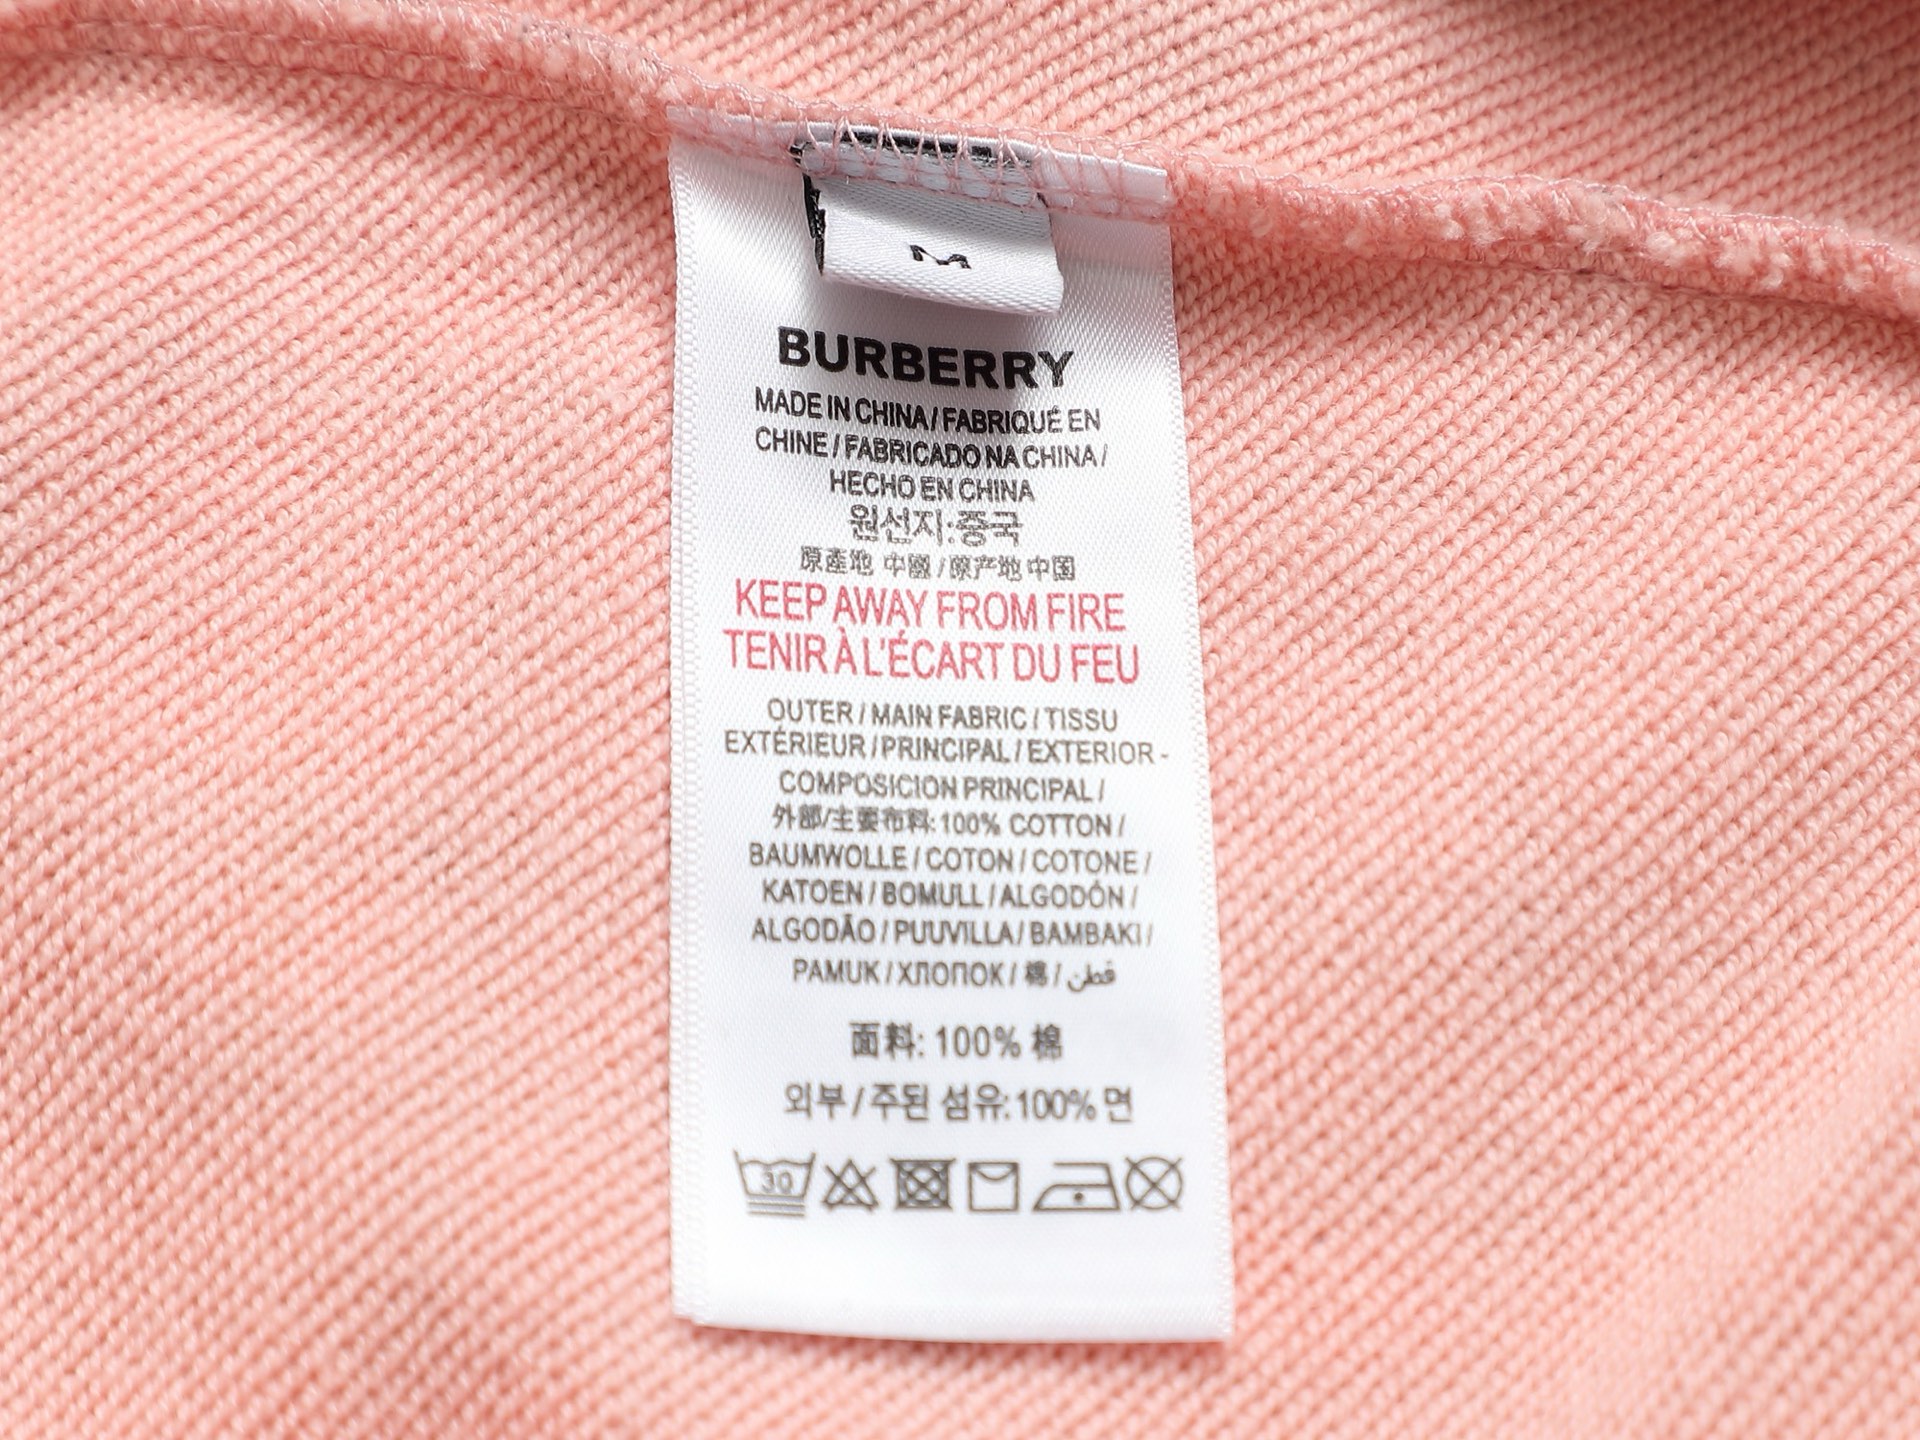 M
BURBERRY
MADE IN CHINA / FABRIQUÉ EN
CHINE / FABRICADO NA CHINA /
HECHO EN CHINA
원선지:중국
原產地 中國 / 原产地 中国
KEEP AWAY FROM FIRE
TENIR À L'ÉCART DU FEU
OUTER / MAIN FABRIC / TISSU
EXTÉRIEUR / PRINCIPAL / EXTERIOR -
COMPOSICION PRINCIPAL /
外部/主要布料: 100% COTTON /
BAUMWOLLE / COTON / COTONE /
KATOEN / BOMULL / ALGODÓN /
ALGODÃO / PUUVILLA / BAMBAKI /
PAMUK / ХЛОПОК / 棉 / قطن
面料: 100% 棉
외부 / 주된 섬유: 100% 면
30